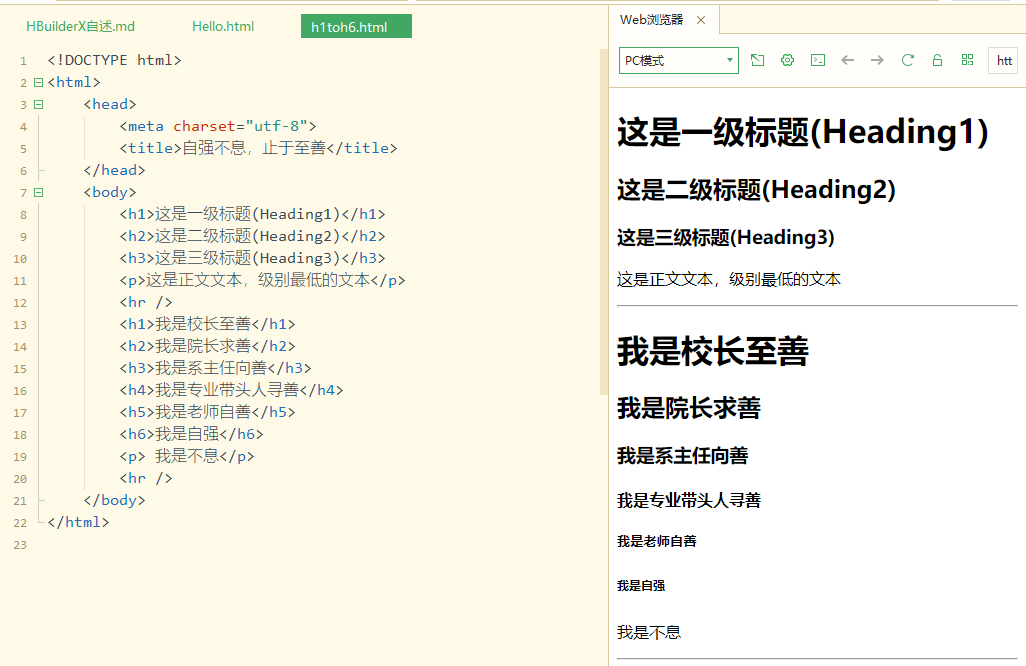 HBuilderX自述.md Hello.html h1toh6.html
1 <!DOCTYPE html>
2 <html>
3 <head>
4 <meta charset="utf-8">
5 <title>自强不息，止于至善</title>
6 </head>
7 <body>
8 <h1>这是一级标题(Heading1)</h1>
9 <h2>这是二级标题(Heading2)</h2>
10 <h3>这是三级标题(Heading3)</h3>
11 <p>这是正文文本，级别最低的文本</p>
12 <hr />
13 <h1>我是校长至善</h1>
14 <h2>我是院长求善</h2>
15 <h3>我是系主任向善</h3>
16 <h4>我是专业带头人寻善</h4>
17 <h5>我是老师自善</h5>
18 <h6>我是自强</h6>
19 <p> 我是不息</p>
20 <hr />
21 </body>
22 </html>
23
Web浏览器
PC模式 htt
这是一级标题(Heading1)
这是二级标题(Heading2)
这是三级标题(Heading3)
这是正文文本，级别最低的文本
我是校长至善
我是院长求善
我是系主任向善
我是专业带头人寻善
我是老师自善
我是自强
我是不息